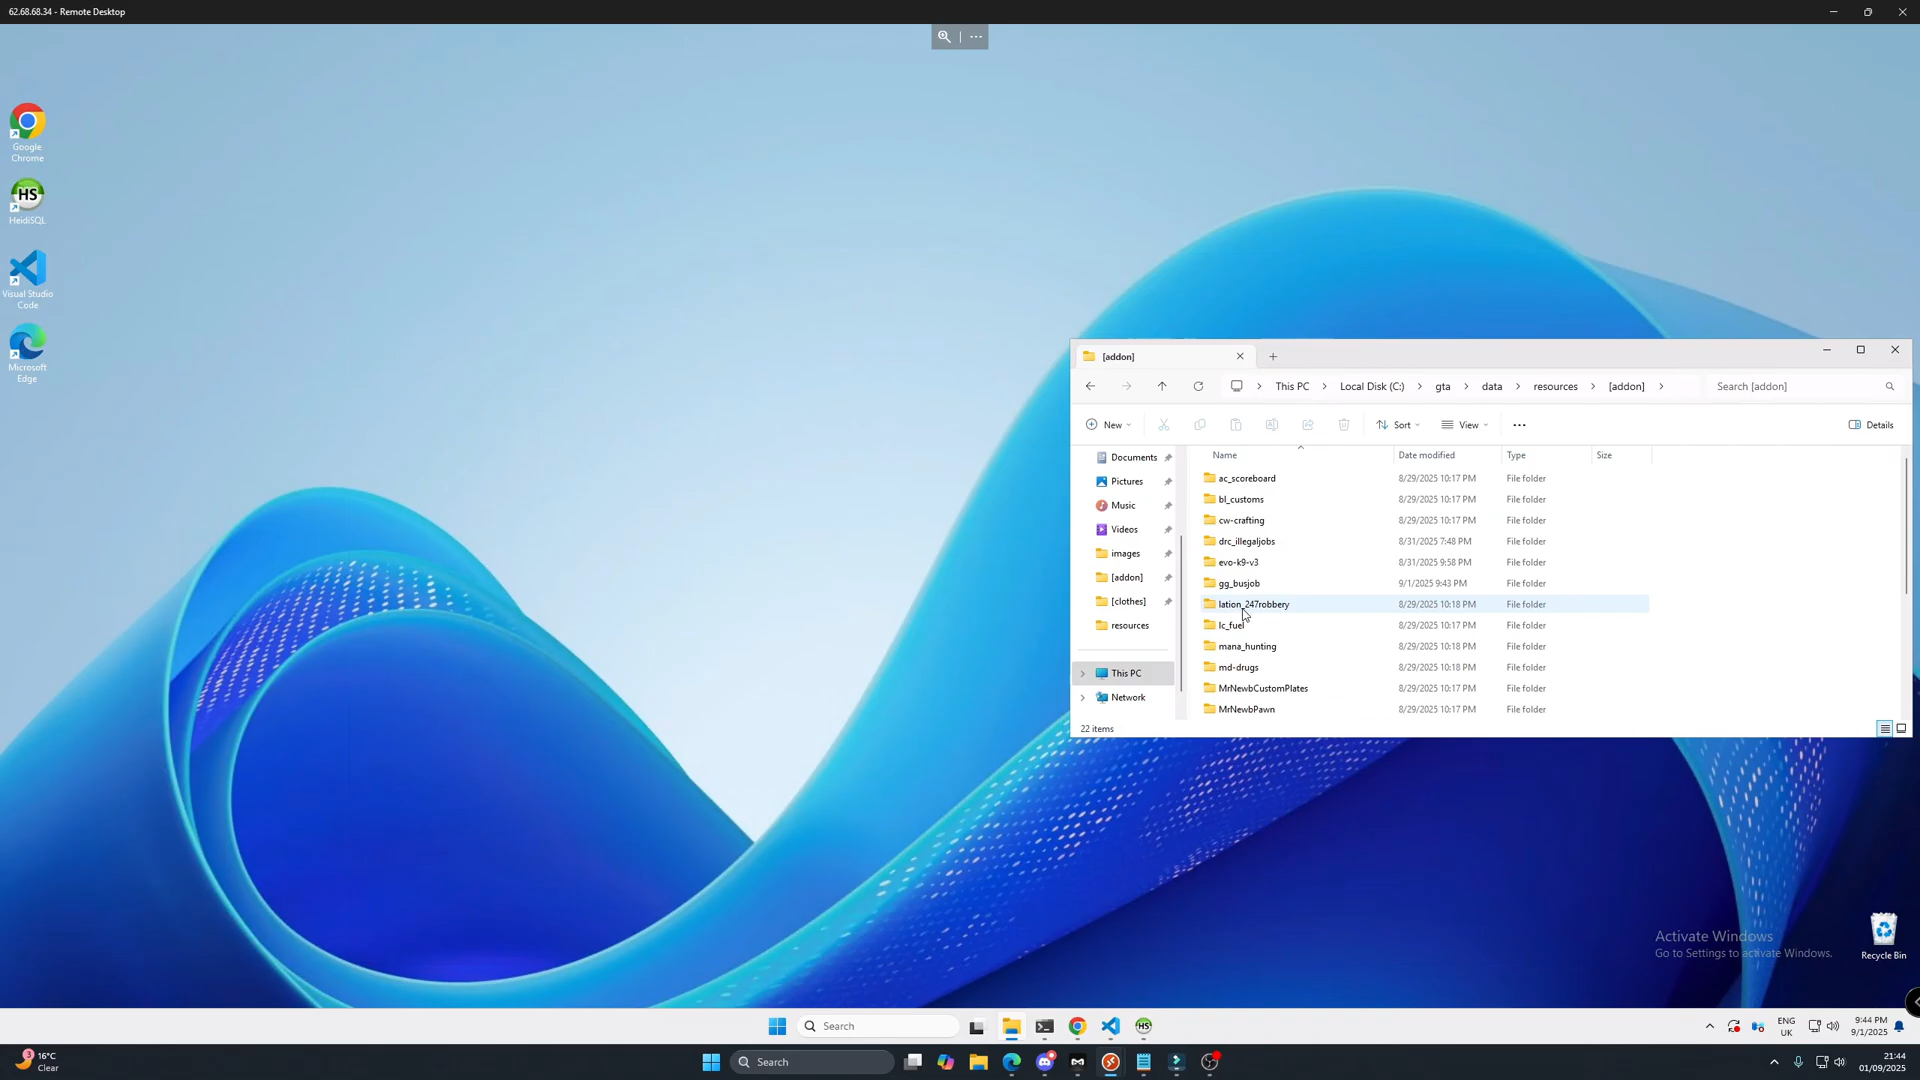 62.68.68.34 - Remote Desktop
Google
Chrome
HS
HeidiSQL
Visual Studio
Code
Microsoft
Edge
[addon]
This PC
Local Disk (C:)
gta
data
resources
[addon]
Search [addon]
New
Sort
View
Details
Documents
Pictures
Music
Videos
images
[addon]
[clothes]
resources
This PC
Network
Name
Date modified
Type
Size
ac_scoreboard 8/29/2025 10:17 PM File folder
bl_customs 8/29/2025 10:17 PM File folder
cw-crafting 8/29/2025 10:17 PM File folder
drc_illegaljobs 8/31/2025 7:48 PM File folder
evo-k9-v3 8/31/2025 9:58 PM File folder
gg_busjob 9/1/2025 9:43 PM File folder
lation_247robbery 8/29/2025 10:18 PM File folder
lc_fuel 8/29/2025 10:17 PM File folder
mana_hunting 8/29/2025 10:18 PM File folder
md-drugs 8/29/2025 10:18 PM File folder
MrNewbCustomPlates 8/29/2025 10:17 PM File folder
MrNewbPawn 8/29/2025 10:17 PM File folder
22 items
Activate Windows
Go to Settings to activate Windows.
Recycle Bin
Search
HS
ENG
UK
9:44 PM
9/1/2025
3
16°C
Clear
Search
21:44
01/09/2025